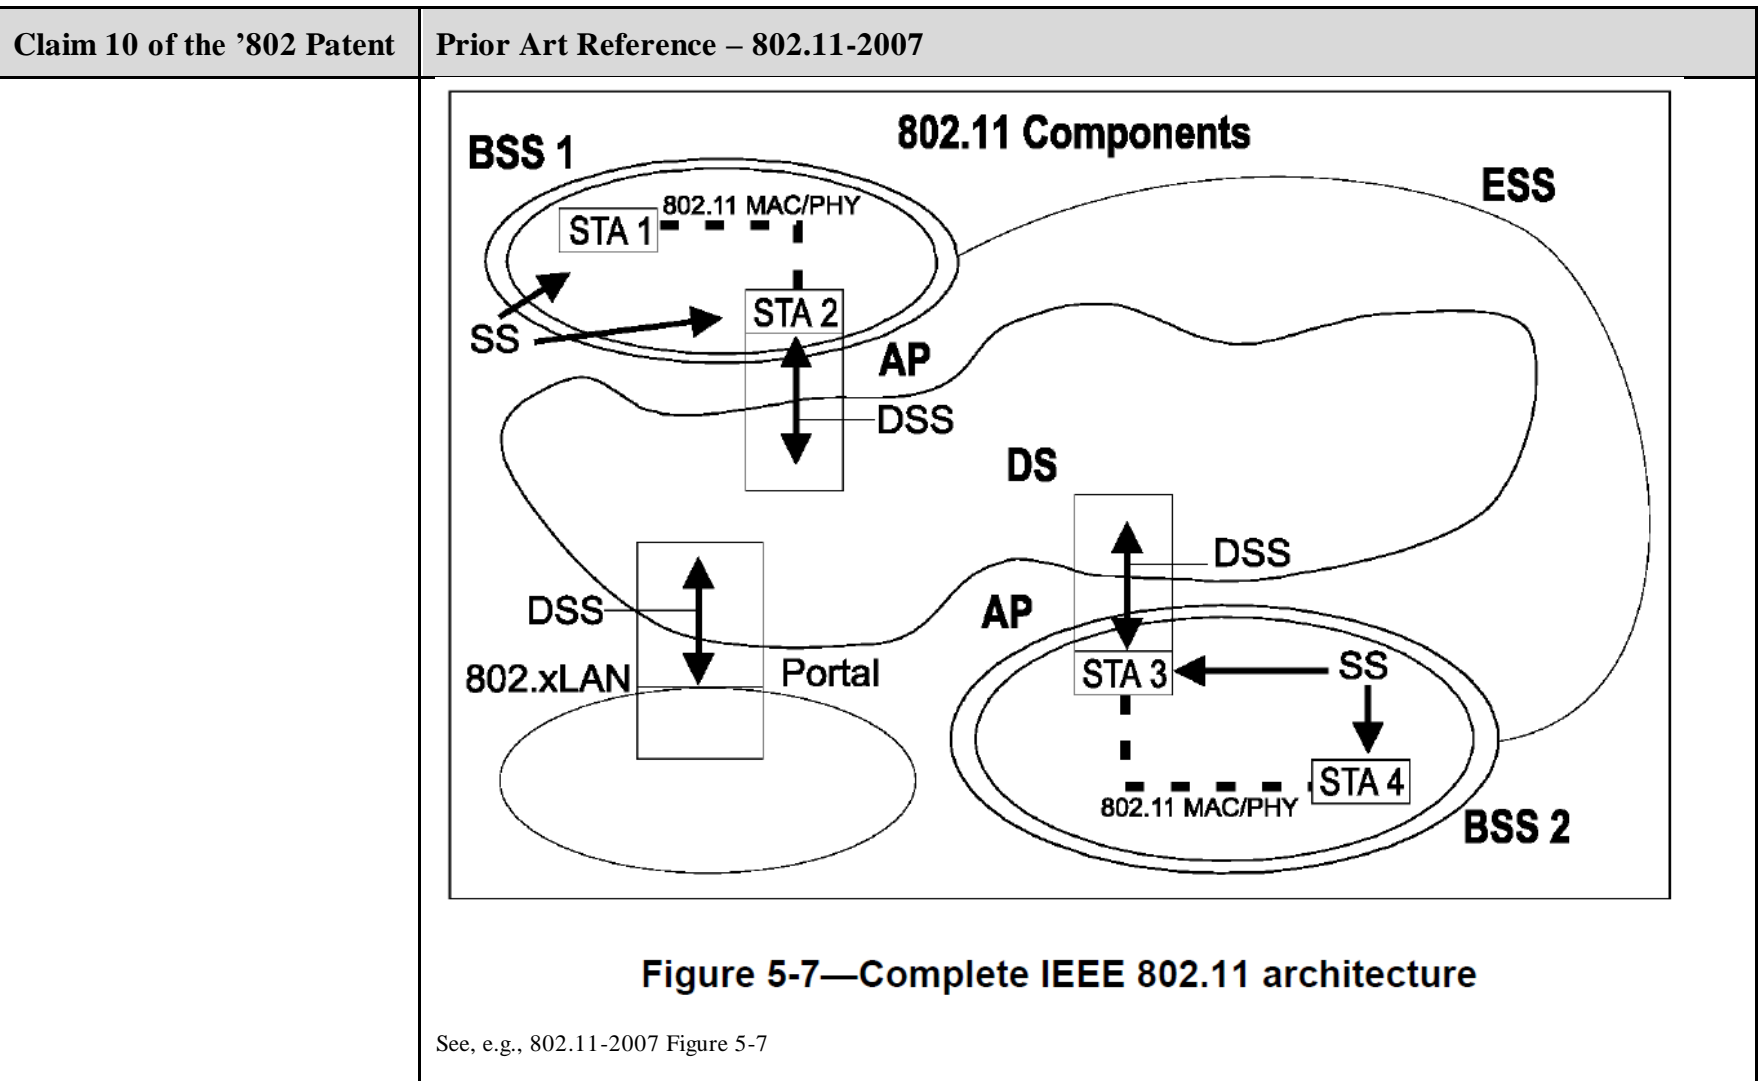 Claim 10 of the ’802 Patent
Prior Art Reference – 802.11-2007
802.11 Components
BSS 1
ESS
802.11 MAC/PHY
STA 1
STA 2
SS
AP
DSS
DS
DSS
AP
DSS
802.xLAN
Portal
STA 3
SS
STA 4
802.11 MAC/PHY
BSS 2
Figure 5-7—Complete IEEE 802.11 architecture
See, e.g., 802.11-2007 Figure 5-7